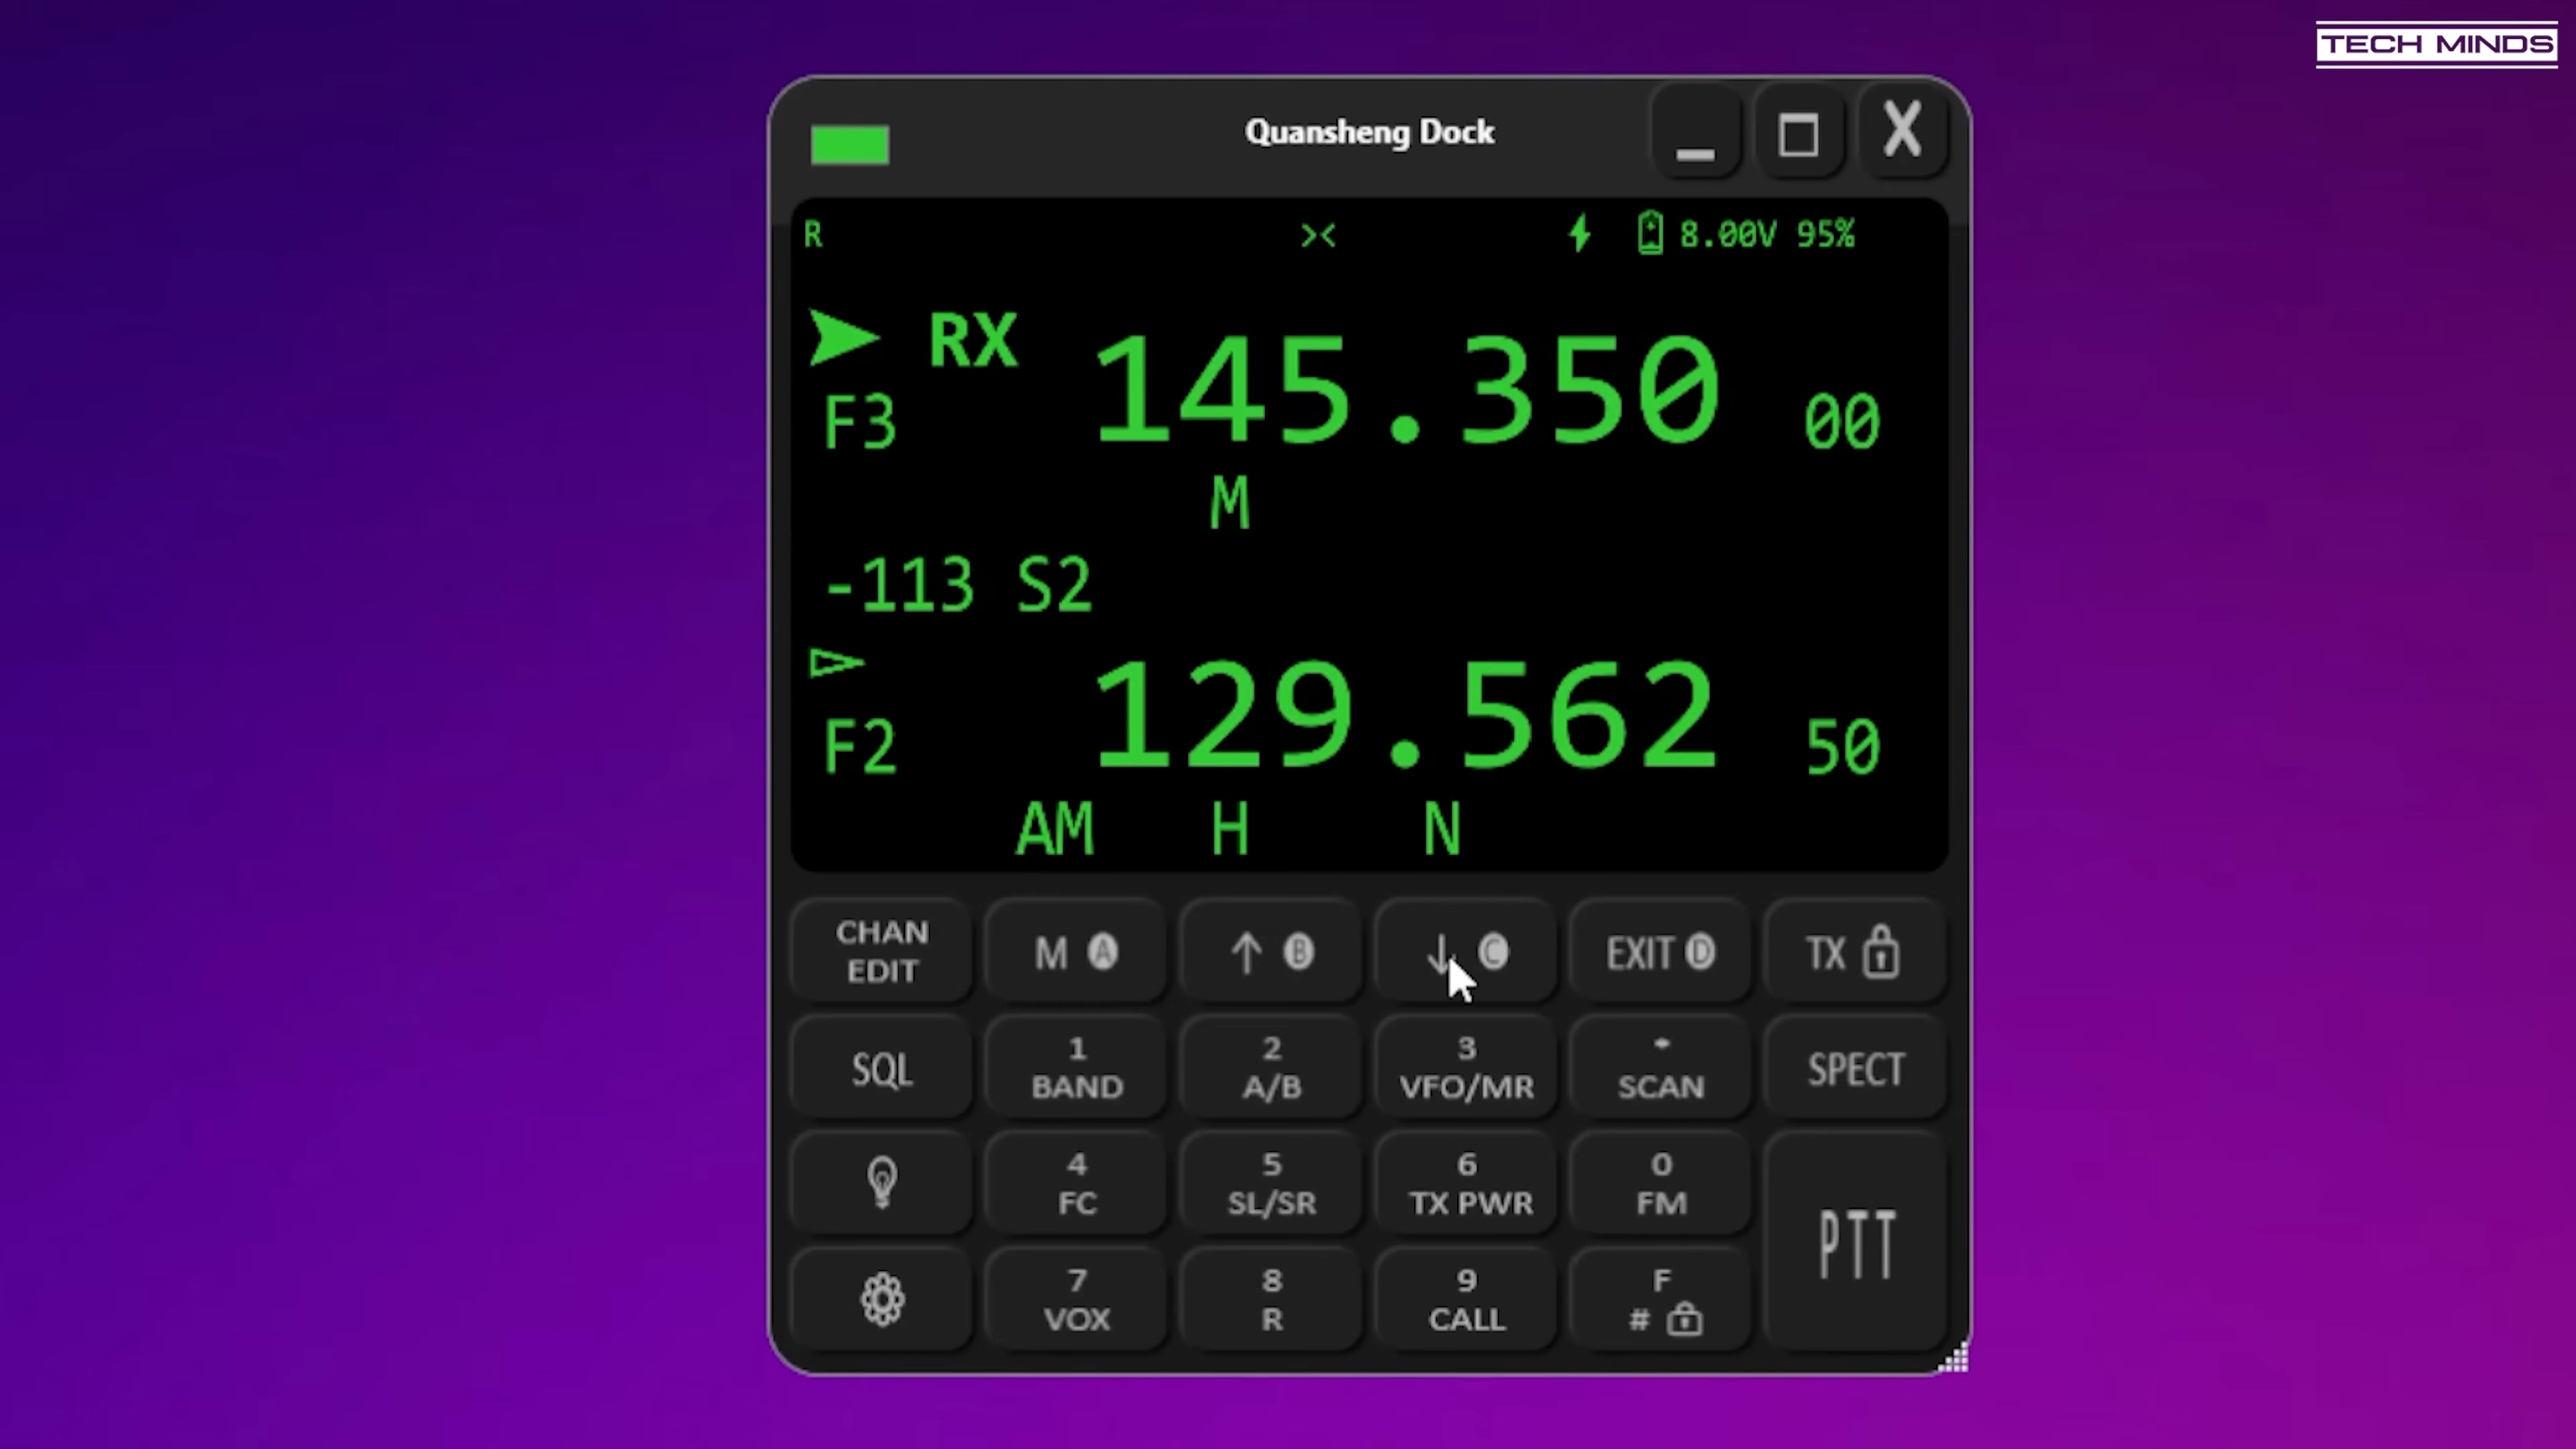 TECH MINDS
Quansheng Dock
X
R >< 8.00V 95%
RX 145.350 00
F3
M
-113 S2
129.562 50
F2
AM H N
CHAN EDIT
M A
↑ B
↓ C
EXIT D
TX
SQL
1 BAND
2 A/B
3 VFO/MR
* SCAN
SPECT
4 FC
5 SL/SR
6 TX PWR
0 FM
PTT
7 VOX
8 R
9 CALL
F #